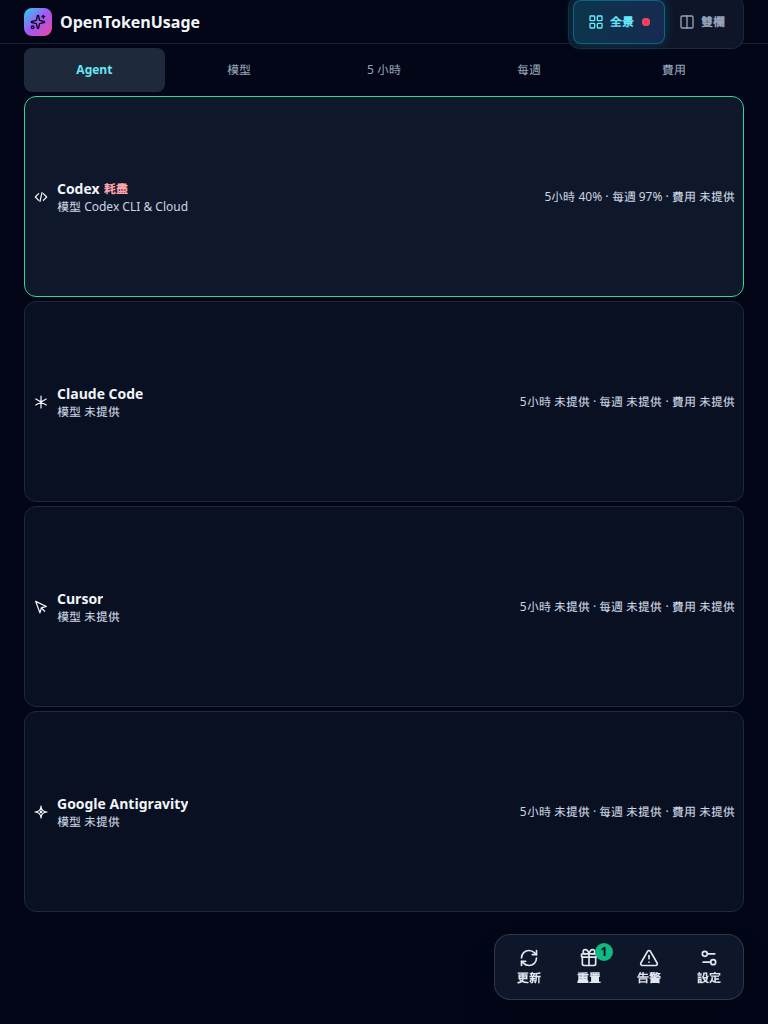 OpenTokenUsage
全景
雙欄
Agent
模型
5 小時
每週
費用
Codex 耗盡
模型 Codex CLI & Cloud
5小時 40% · 每週 97% · 費用 未提供
Claude Code
模型 未提供
5小時 未提供 · 每週 未提供 · 費用 未提供
Cursor
模型 未提供
5小時 未提供 · 每週 未提供 · 費用 未提供
Google Antigravity
模型 未提供
5小時 未提供 · 每週 未提供 · 費用 未提供
1
更新
重置
告警
設定